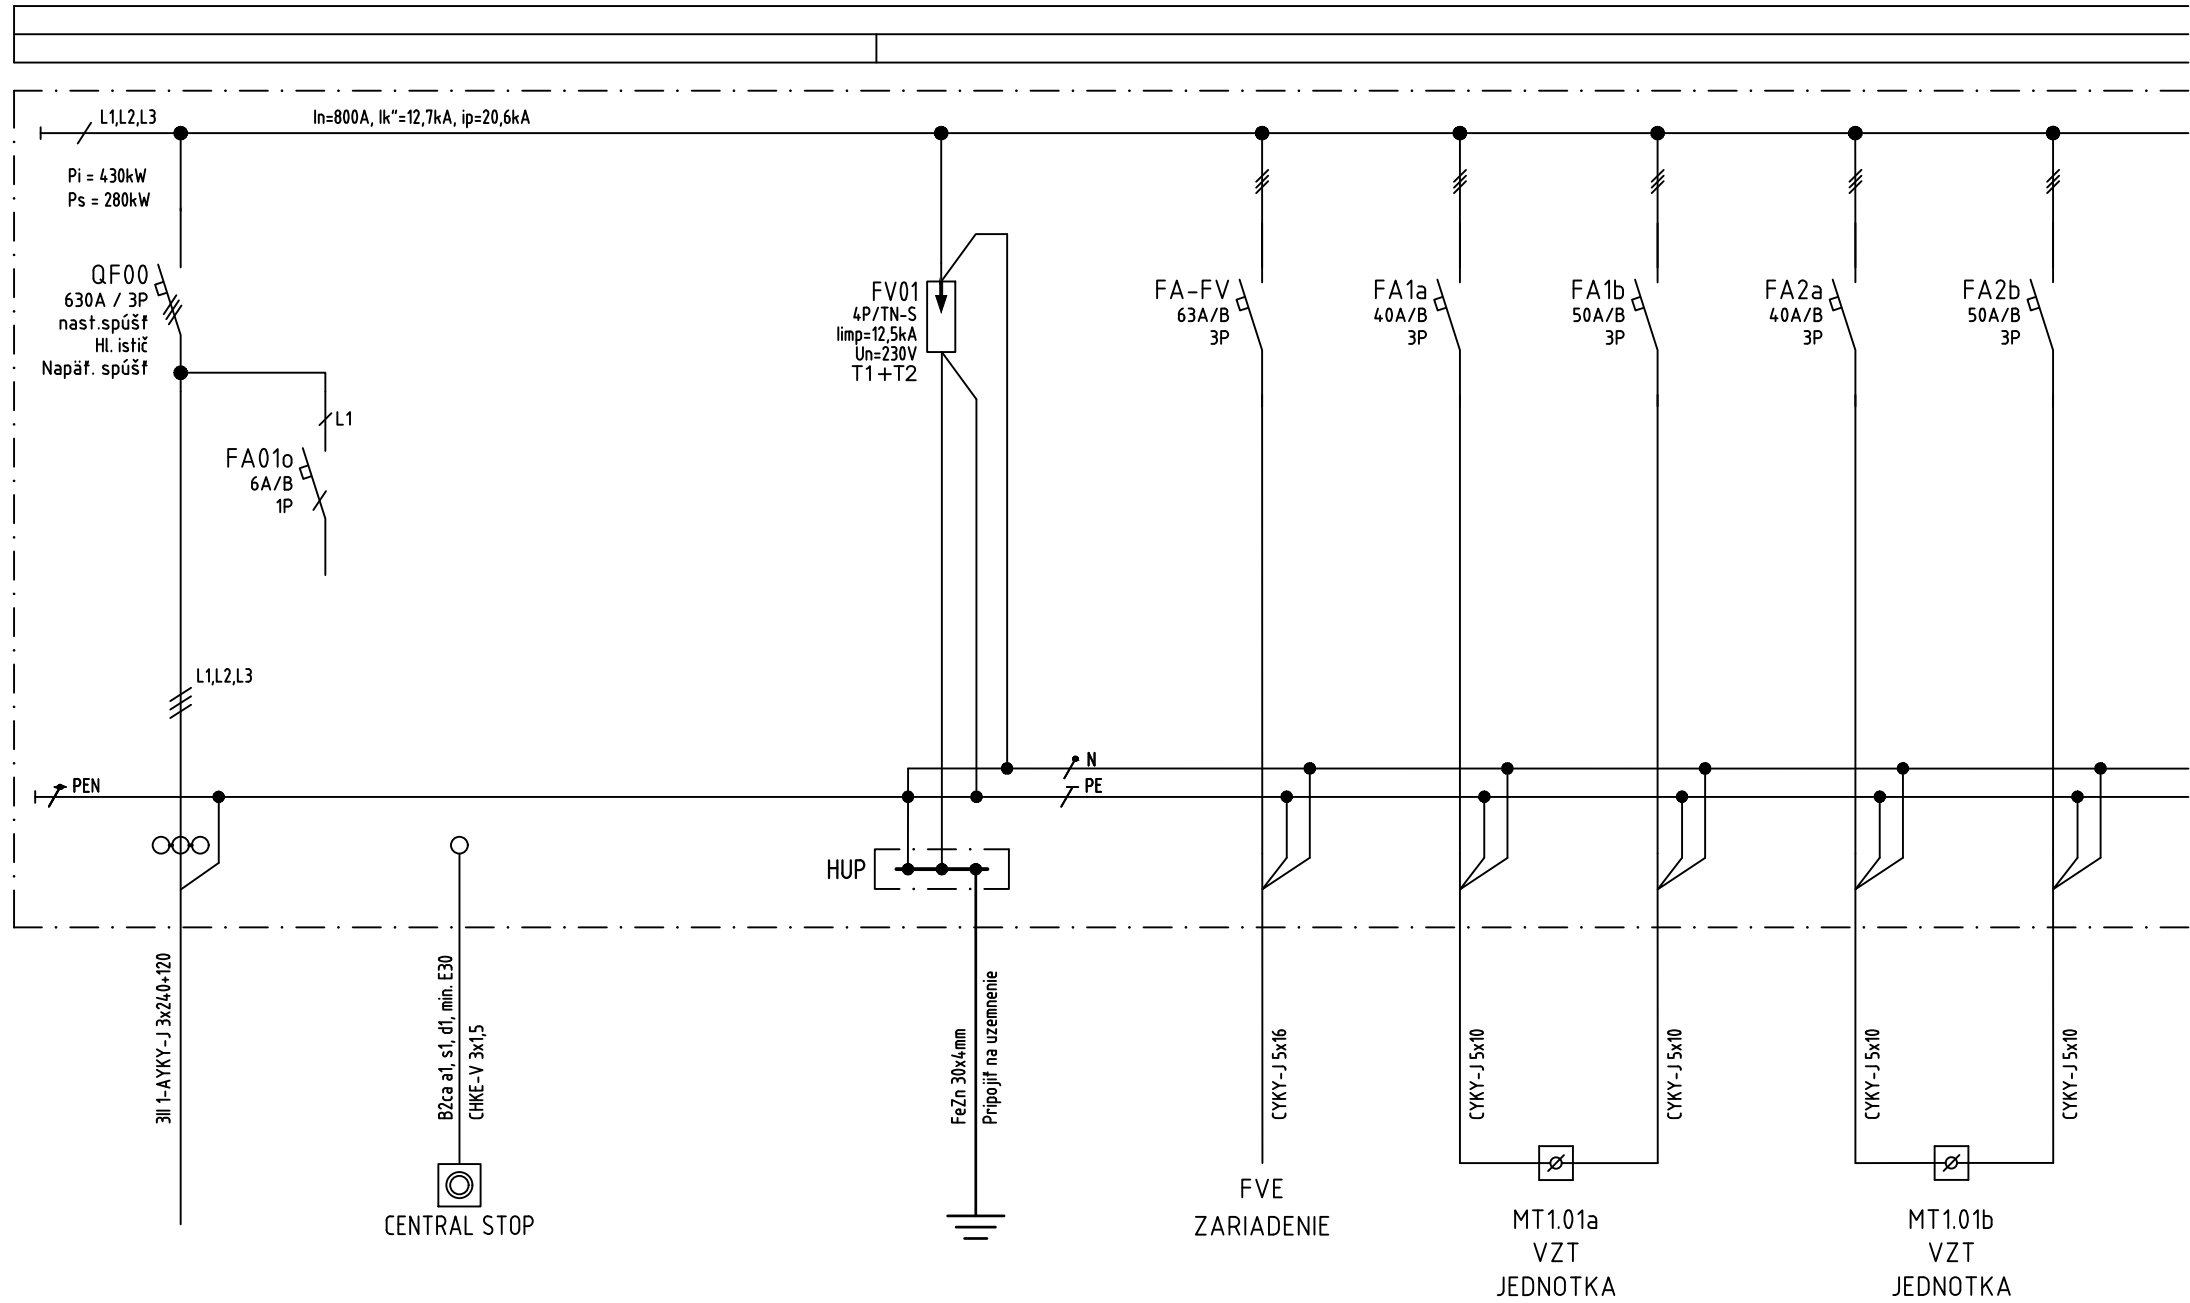 L1,L2,L3
In=800A, Ik"=12,7kA, ip=20,6kA
Pi = 430kW
Ps = 280kW
QF00
630A / 3P
nast.spúšť
Hl. istič
Napäť. spúšť
L1
FA01o
6A/B
1P
L1,L2,L3
FV01
4P/TN-S
Iimp=12,5kA
Un=230V
T1+T2
FA-FV
63A/B
3P
FA1a
40A/B
3P
FA1b
50A/B
3P
FA2a
40A/B
3P
FA2b
50A/B
3P
PEN
N
PE
HUP
3II 1-AYKY-J 3x240+120
B2ca a1, s1, d1, min. E30
CHKE-V 3x1,5
FeZn 30x4mm
Pripojiť na uzemnenie
CYKY-J 5x16
CYKY-J 5x10
CYKY-J 5x10
CYKY-J 5x10
CYKY-J 5x10
CENTRAL STOP
FVE
ZARIADENIE
MT1.01a
VZT
JEDNOTKA
MT1.01b
VZT
JEDNOTKA